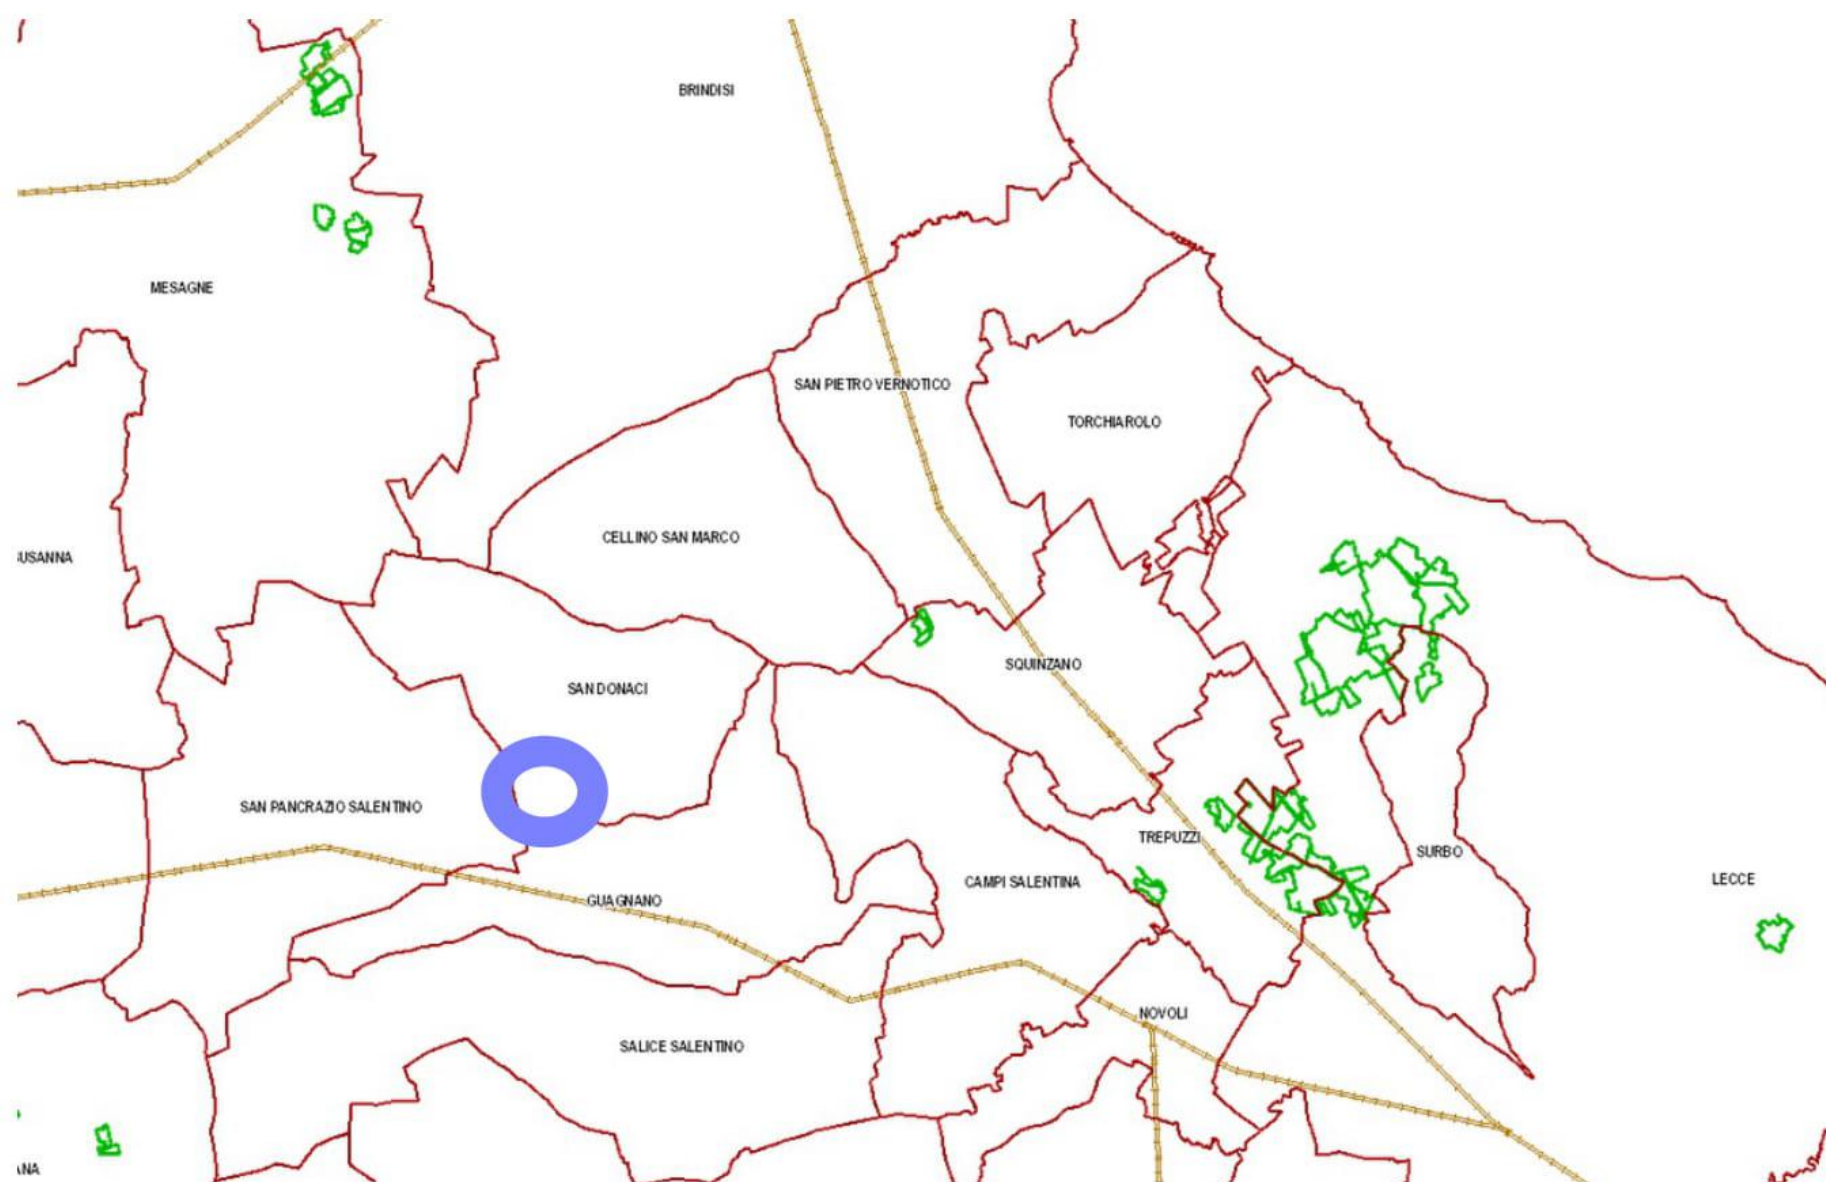 BRINDISI
MESAGNE
SAN PIETRO VERNOTICO
TORCHIAROLO
CELLINO SAN MARCO
USANNA
SQUINZANO
SAN DONACI
SAN PANCRAZIO SALENTINO
TREPUZZI
SURBO
CAMPI SALENTINA
LECCE
GUAGNANO
NOVOLI
SALICE SALENTINO
ANA